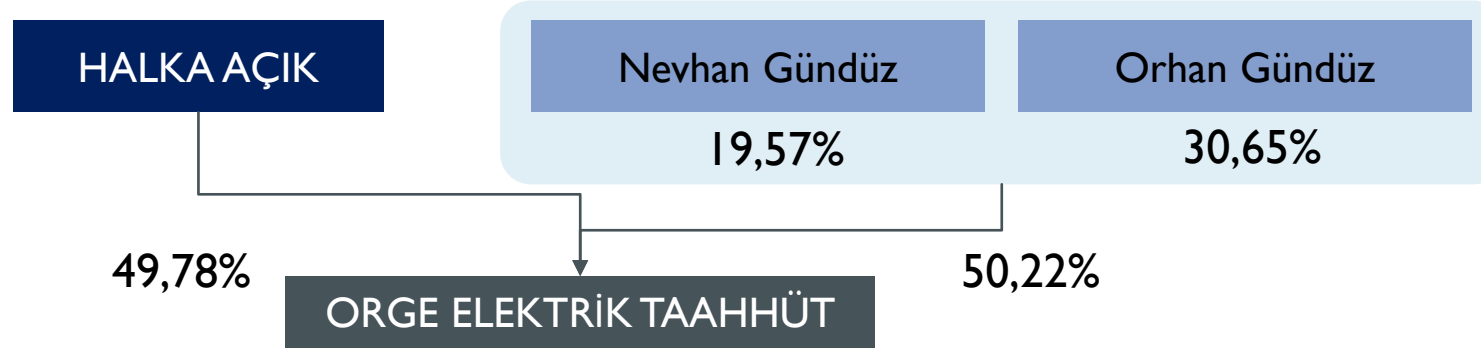 HALKA AÇIK
Nevhan Gündüz
Orhan Gündüz
19,57%
30,65%
49,78%
50,22%
ORGE ELEKTRİK TAAHHÜT